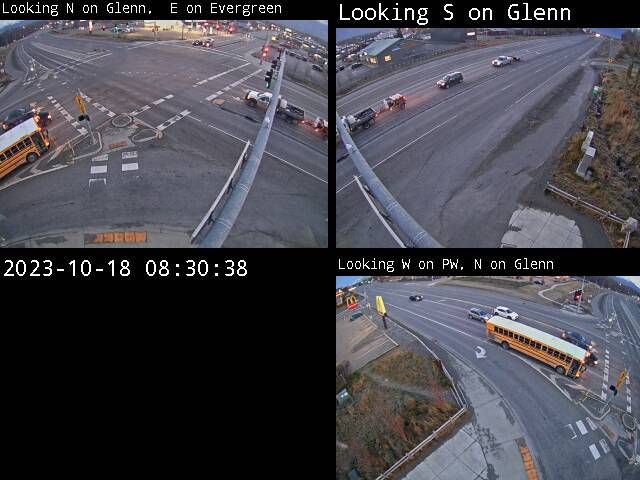 Looking N on Glenn,  E on Evergreen
Looking S on Glenn
2023-10-18 08:30:38
Looking W on PW, N on Glenn